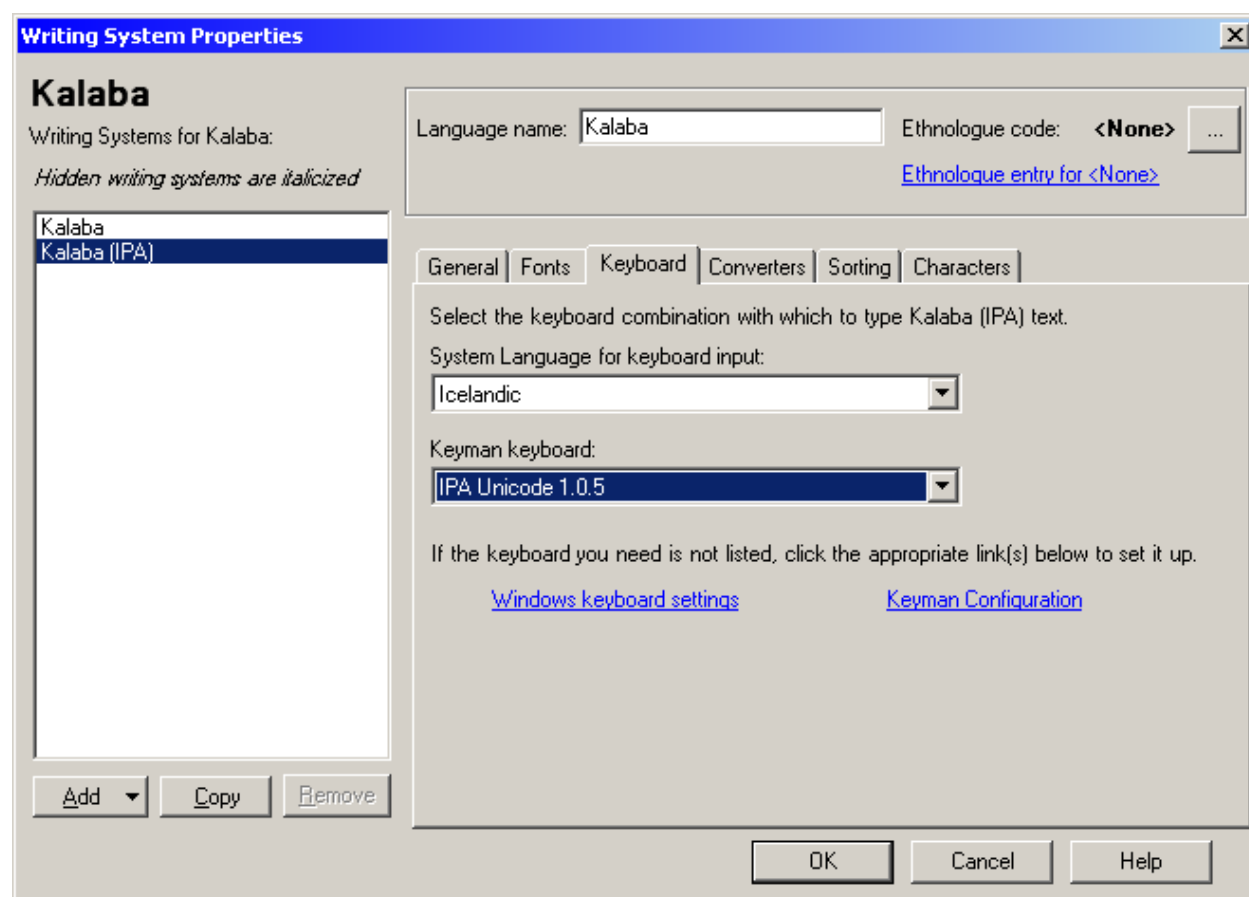 Writing System Properties
Kalaba
Writing Systems for Kalaba:
Hidden writing systems are italicized
Kalaba
Kalaba (IPA)
Add
Copy
Remove
Language name: Kalaba
Ethnologue code: <None> ...
Ethnologue entry for <None>
General Fonts Keyboard Converters Sorting Characters
Select the keyboard combination with which to type Kalaba (IPA) text.
System Language for keyboard input:
Icelandic
Keyman keyboard:
IPA Unicode 1.0.5
If the keyboard you need is not listed, click the appropriate link(s) below to set it up.
Windows keyboard settings Keyman Configuration
OK Cancel Help